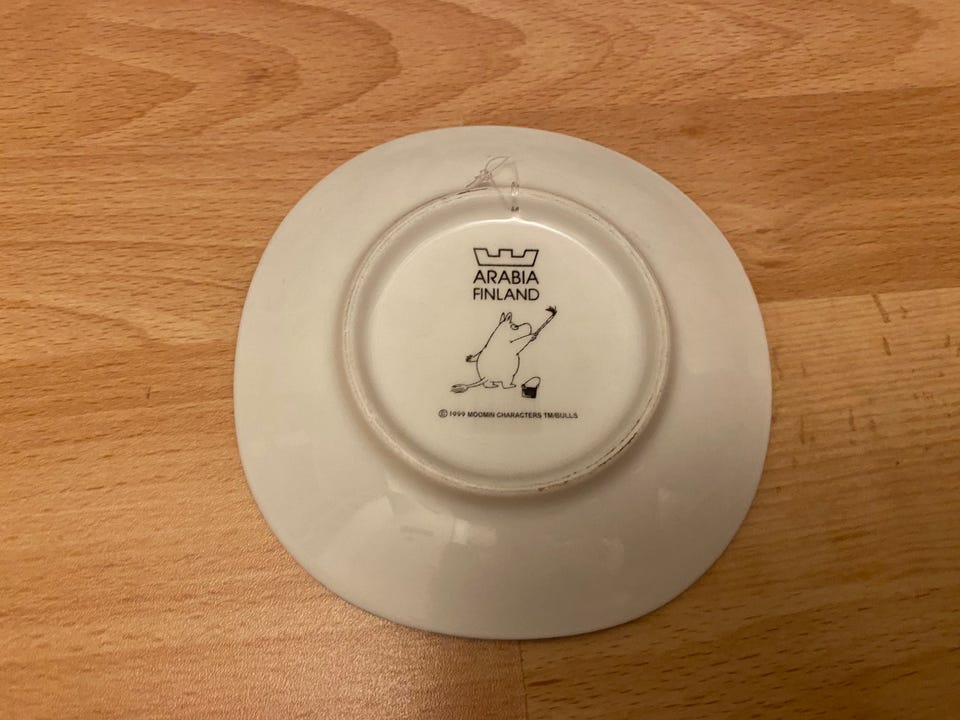 ARABIA
FINLAND
© 1999 MOOMIN CHARACTERS TM/BULLS